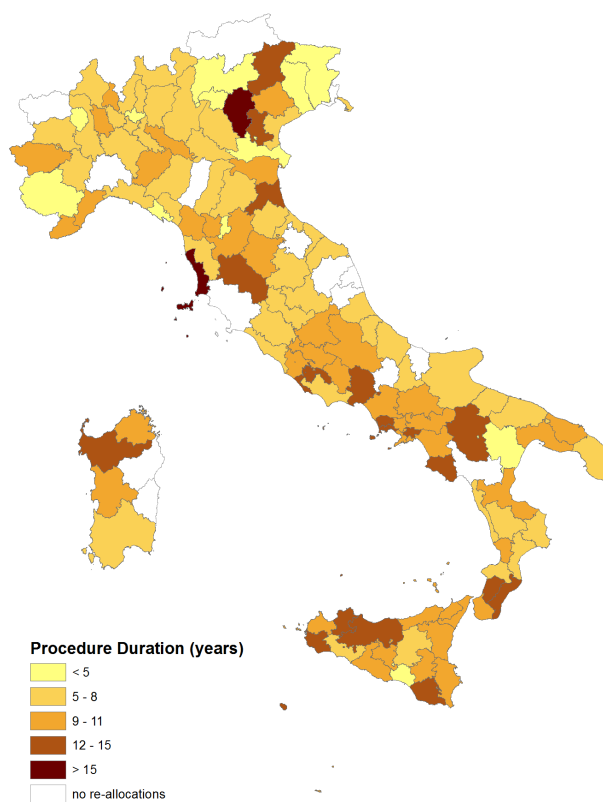 Procedure Duration (years)
< 5
5 - 8
9 - 11
12 - 15
> 15
no re-allocations